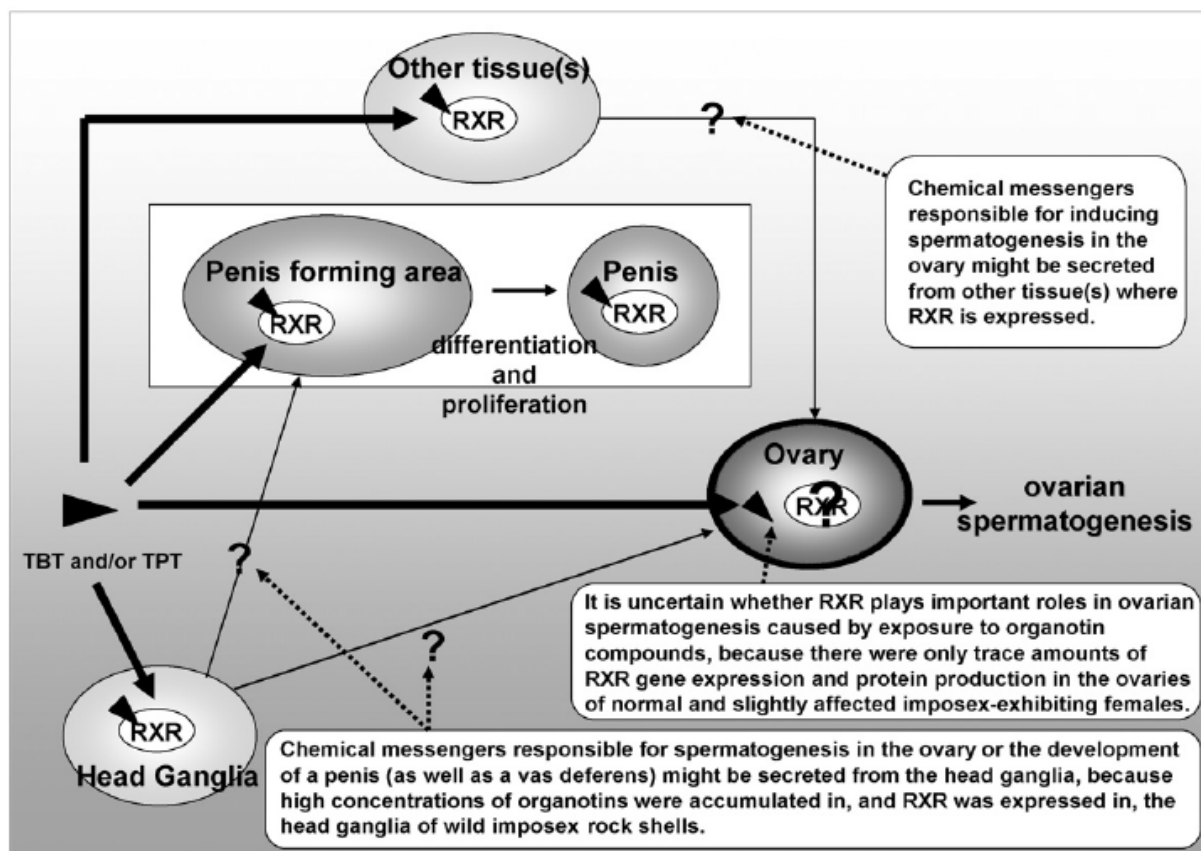 Other tissue(s)
RXR
?
Chemical messengers
responsible for inducing
spermatogenesis in the
ovary might be secreted
from other tissue(s) where
RXR is expressed.
Penis forming area
RXR
Penis
RXR
differentiation
and
proliferation
Ovary
RXR
?
ovarian
spermatogenesis
TBT and/or TPT
?
?
It is uncertain whether RXR plays important roles in ovarian
spermatogenesis caused by exposure to organotin
compounds, because there were only trace amounts of
RXR gene expression and protein production in the ovaries
of normal and slightly affected imposex-exhibiting females.
RXR
Head Ganglia
Chemical messengers responsible for spermatogenesis in the ovary or the development
of a penis (as well as a vas deferens) might be secreted from the head ganglia, because
high concentrations of organotins were accumulated in, and RXR was expressed in, the
head ganglia of wild imposex rock shells.